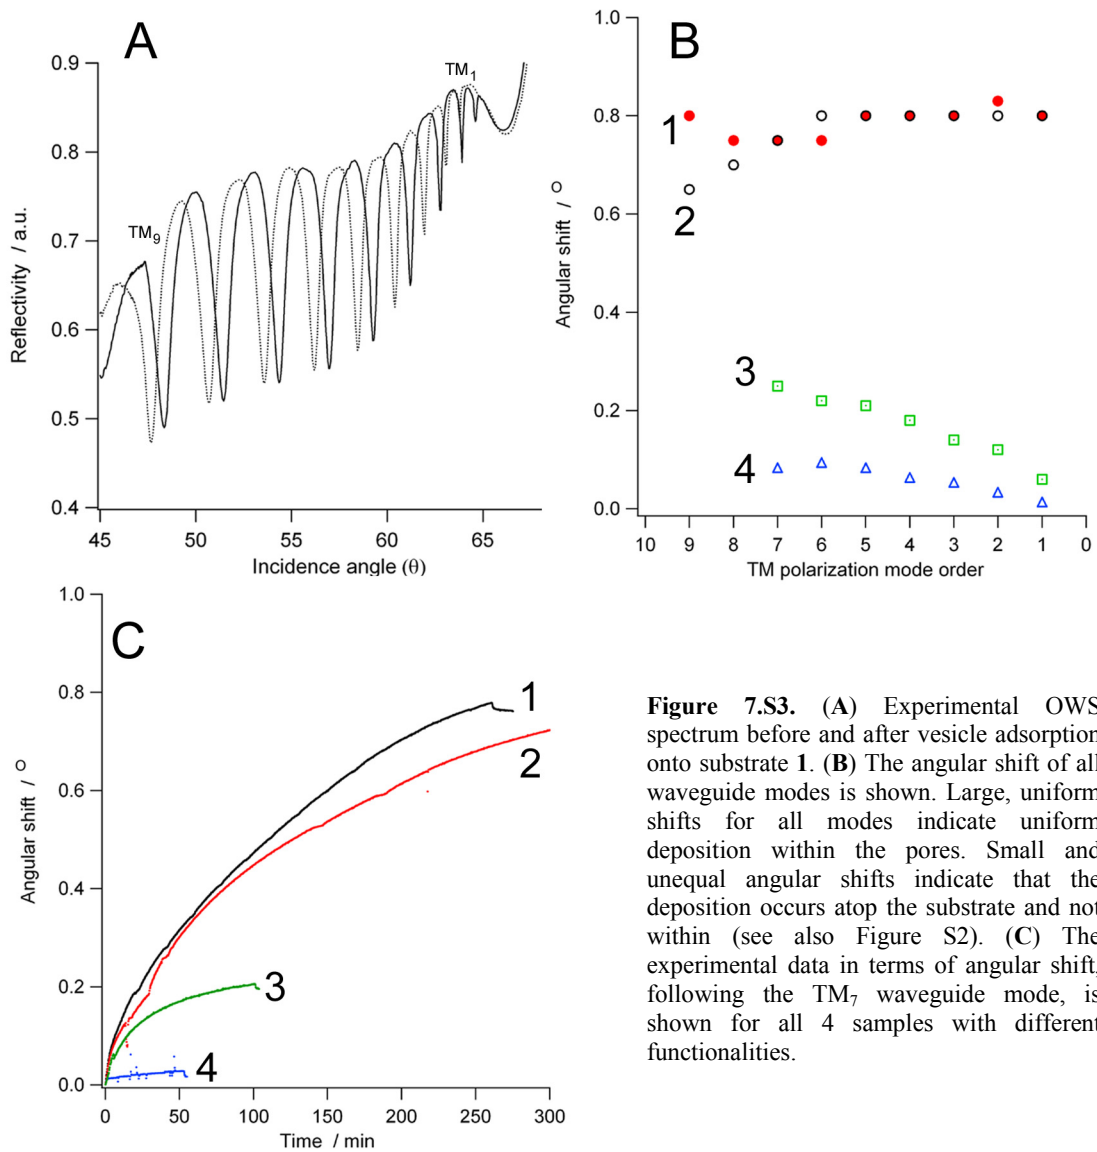 A
TM1
TM9
0.9
0.8
0.7
0.6
0.5
0.4
Reflectivity / a.u.
45 50 55 60 65
Incidence angle (θ)
B
1.0
0.8
0.6
0.4
0.2
0.0
Angular shift / °
1
2
3
4
10 9 8 7 6 5 4 3 2 1 0
TM polarization mode order
C
1.0
0.8
0.6
0.4
0.2
0.0
Angular shift / °
1
2
3
4
0 50 100 150 200 250 300
Time / min
Figure 7.S3. (A) Experimental OWS
spectrum before and after vesicle adsorption
onto substrate 1. (B) The angular shift of all
waveguide modes is shown. Large, uniform
shifts for all modes indicate uniform
deposition within the pores. Small and
unequal angular shifts indicate that the
deposition occurs atop the substrate and not
within (see also Figure S2). (C) The
experimental data in terms of angular shift,
following the TM7 waveguide mode, is
shown for all 4 samples with different
functionalities.